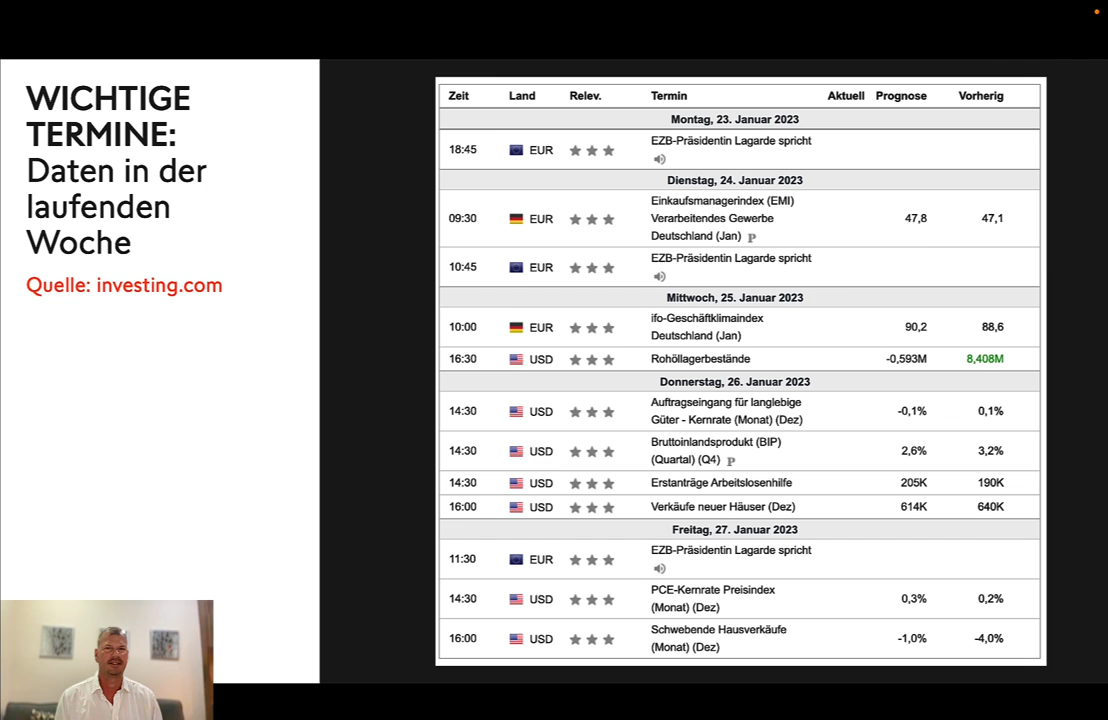 WICHTIGE
TERMINE:
Daten in der
laufenden
Woche
Quelle: investing.com
Zeit Land Relev. Termin Aktuell Prognose Vorherig
Montag, 23. Januar 2023
18:45 EUR EZB-Präsidentin Lagarde spricht
Dienstag, 24. Januar 2023
09:30 EUR Einkaufsmanagerindex (EMI)
Verarbeitendes Gewerbe 47,8 47,1
Deutschland (Jan) P
10:45 EUR EZB-Präsidentin Lagarde spricht
Mittwoch, 25. Januar 2023
10:00 EUR ifo-Geschäftklimaindex 90,2 88,6
Deutschland (Jan)
16:30 USD Rohöllagerbestände -0,593M 8,408M
Donnerstag, 26. Januar 2023
14:30 USD Auftragseingang für langlebige -0,1% 0,1%
Güter - Kernrate (Monat) (Dez)
14:30 USD Bruttoinlandsprodukt (BIP) 2,6% 3,2%
(Quartal) (Q4) P
14:30 USD Erstanträge Arbeitslosenhilfe 205K 190K
16:00 USD Verkäufe neuer Häuser (Dez) 614K 640K
Freitag, 27. Januar 2023
11:30 EUR EZB-Präsidentin Lagarde spricht
14:30 USD PCE-Kernrate Preisindex 0,3% 0,2%
(Monat) (Dez)
16:00 USD Schwebende Hausverkäufe -1,0% -4,0%
(Monat) (Dez)